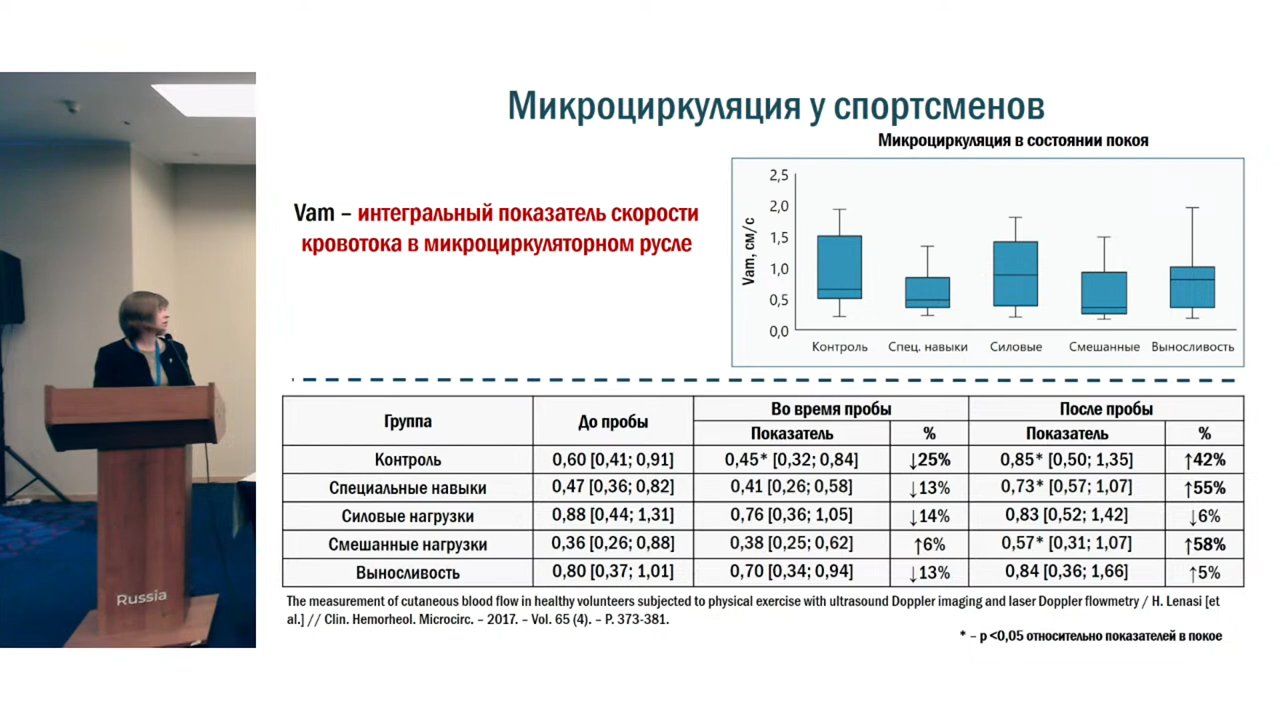 Микроциркуляция у спортсменов
Микроциркуляция в состоянии покоя
Vam – интегральный показатель скорости
кровотока в микроциркуляторном русле
Vam, см/с
2,5
2,0
1,5
1,0
0,5
0,0
Контроль Спец. навыки Силовые Смешанные Выносливость
Группа До пробы Во время пробы После пробы
Показатель % Показатель %
Контроль 0,60 [0,41; 0,91] 0,45* [0,32; 0,84] ↓25% 0,85* [0,50; 1,35] ↑42%
Специальные навыки 0,47 [0,36; 0,82] 0,41 [0,26; 0,58] ↓13% 0,73* [0,57; 1,07] ↑55%
Силовые нагрузки 0,88 [0,44; 1,31] 0,76 [0,36; 1,05] ↓14% 0,83 [0,52; 1,42] ↓6%
Смешанные нагрузки 0,36 [0,26; 0,88] 0,38 [0,25; 0,62] ↑6% 0,57* [0,31; 1,07] ↑58%
Выносливость 0,80 [0,37; 1,01] 0,70 [0,34; 0,94] ↓13% 0,84 [0,36; 1,66] ↑5%
The measurement of cutaneous blood flow in healthy volunteers subjected to physical exercise with ultrasound Doppler imaging and laser Doppler flowmetry / H. Lenasi [et
al.] // Clin. Hemorheol. Microcirc. – 2017. – Vol. 65 (4). – P. 373-381.
* – p <0,05 относительно показателей в покое
Russia